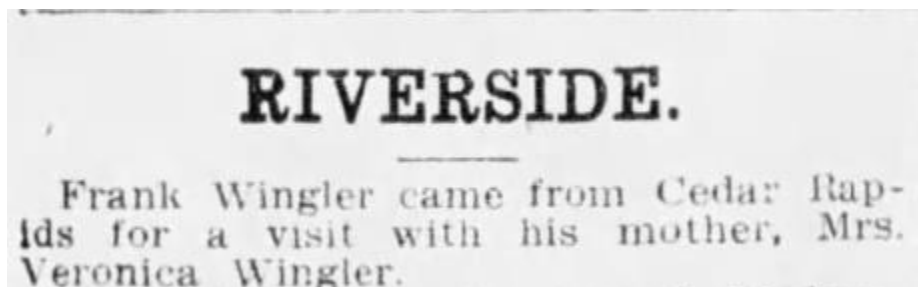 RIVERSIDE.
Frank Wingler came from Cedar Rap-
ids for a visit with his mother, Mrs.
Veronica Wingler.